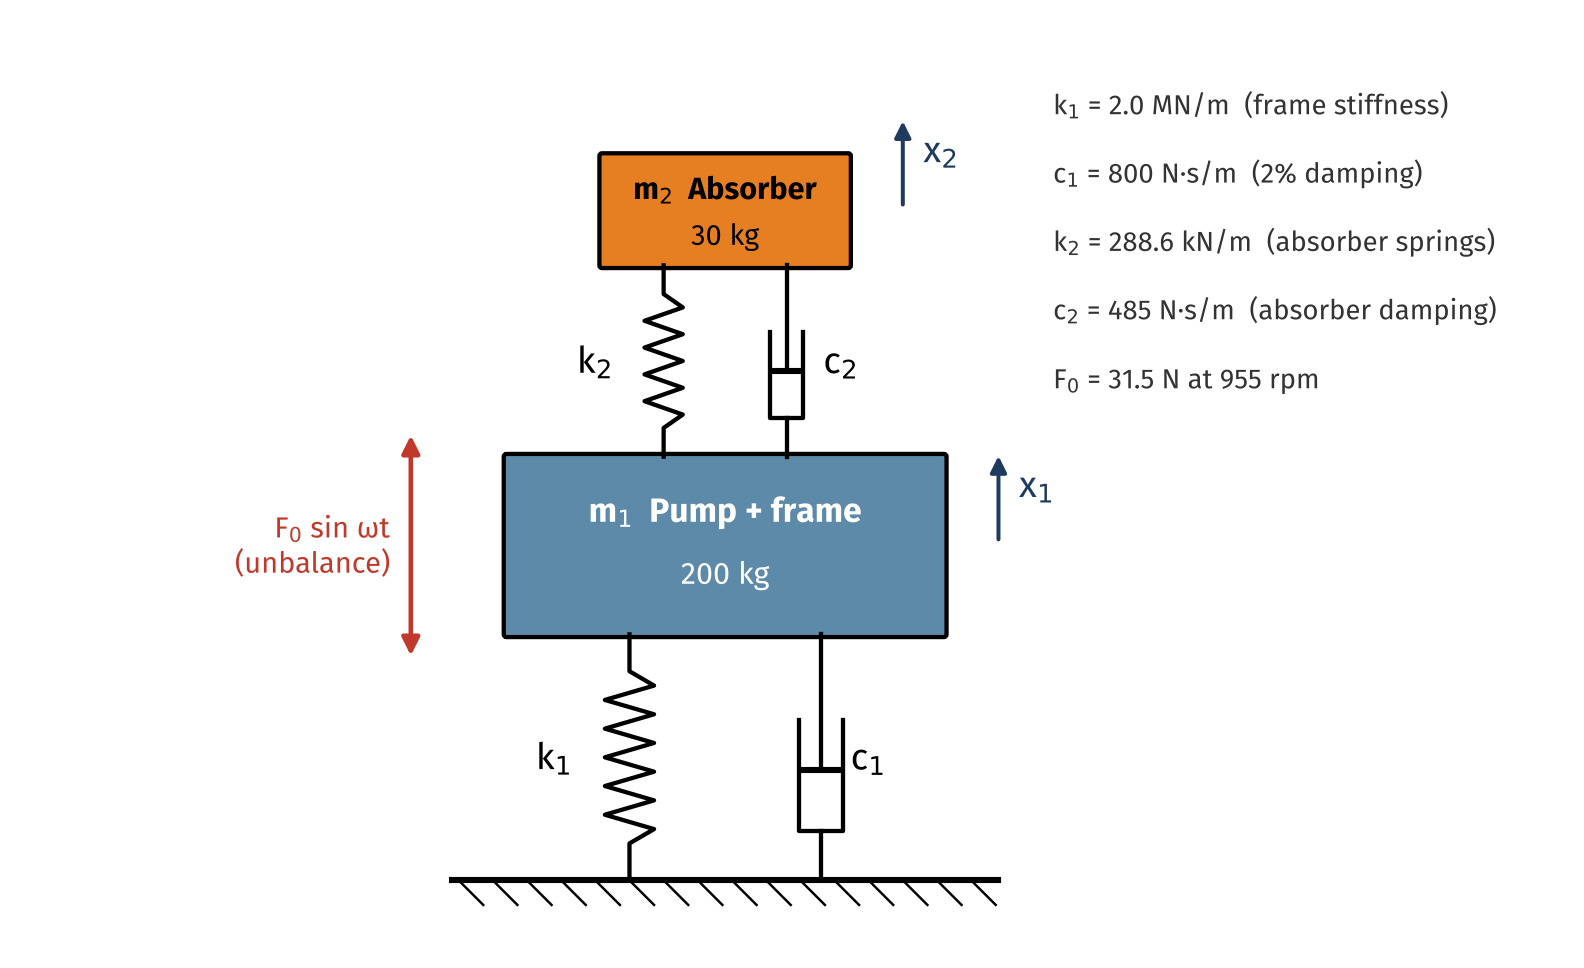 k₁ = 2.0 MN/m (frame stiffness)
x₂
c₁ = 800 N·s/m (2% damping)
m₂ Absorber
30 kg
k₂ = 288.6 kN/m (absorber springs)
c₂ = 485 N·s/m (absorber damping)
k₂
c₂
F₀ = 31.5 N at 955 rpm
x₁
m₁ Pump + frame
F₀ sin ωt
(unbalance)
200 kg
k₁
c₁